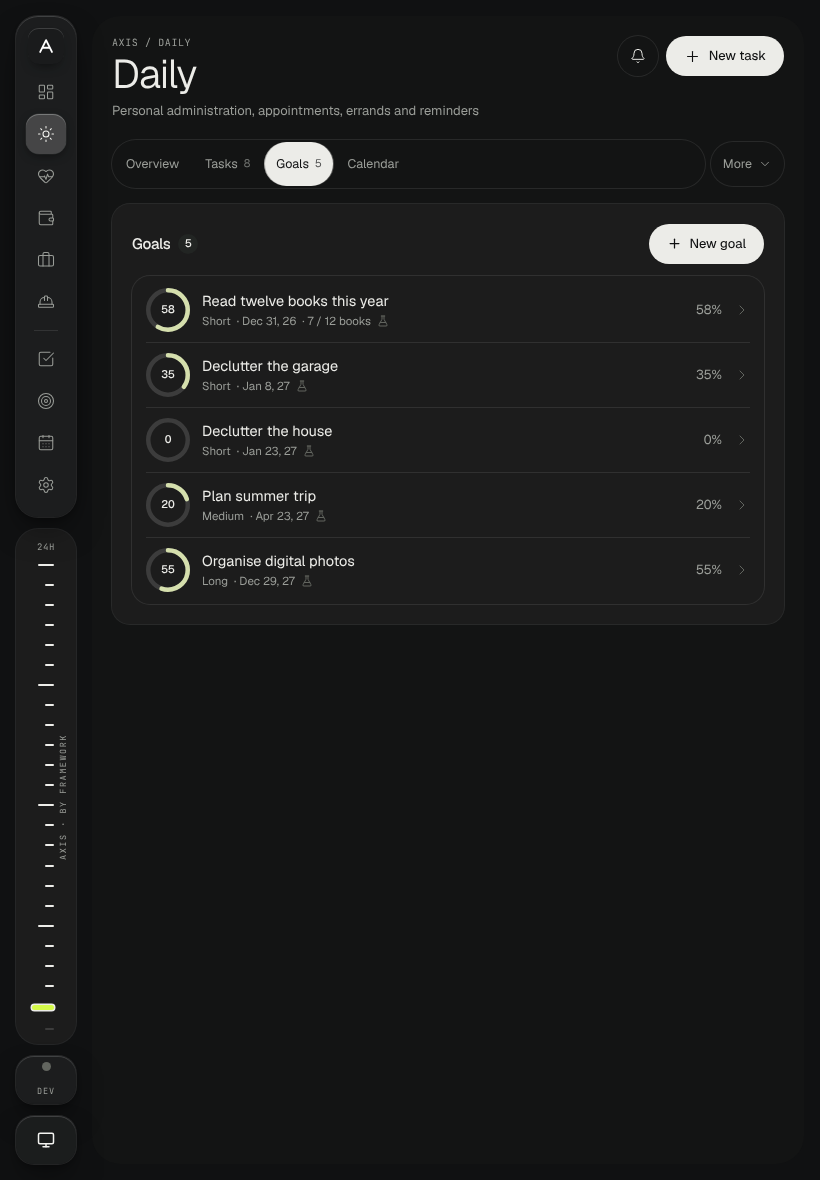 A
AXIS / DAILY
Daily
Personal administration, appointments, errands and reminders
New task
Overview
Tasks 8
Goals 5
Calendar
More
Goals 5
New goal
58
Read twelve books this year
Short · Dec 31, 26 · 7 / 12 books
58%
35
Declutter the garage
Short · Jan 8, 27
35%
0
Declutter the house
Short · Jan 23, 27
0%
20
Plan summer trip
Medium · Apr 23, 27
20%
55
Organise digital photos
Long · Dec 29, 27
55%
24H
AXIS · BY FRAMEWORK
DEV